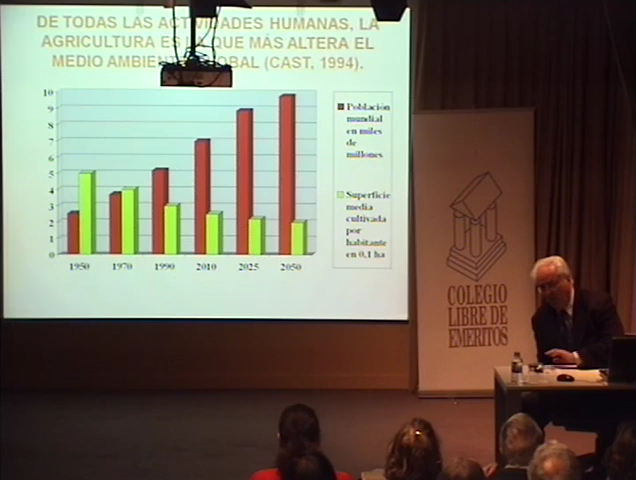 DE TODAS LAS ACTIVIDADES HUMANAS, LA
AGRICULTURA ES LA QUE MÁS ALTERA EL
MEDIO AMBIENTE GLOBAL (CAST, 1994).
10
9
8
7
6
5
4
3
2
1
0
1950 1970 1990 2010 2025 2050
Población
mundial
en miles
de
millones
Superficie
media
cultivada
por
habitante
en 0,1 ha
COLEGIO
LIBRE DE
EMERITOS